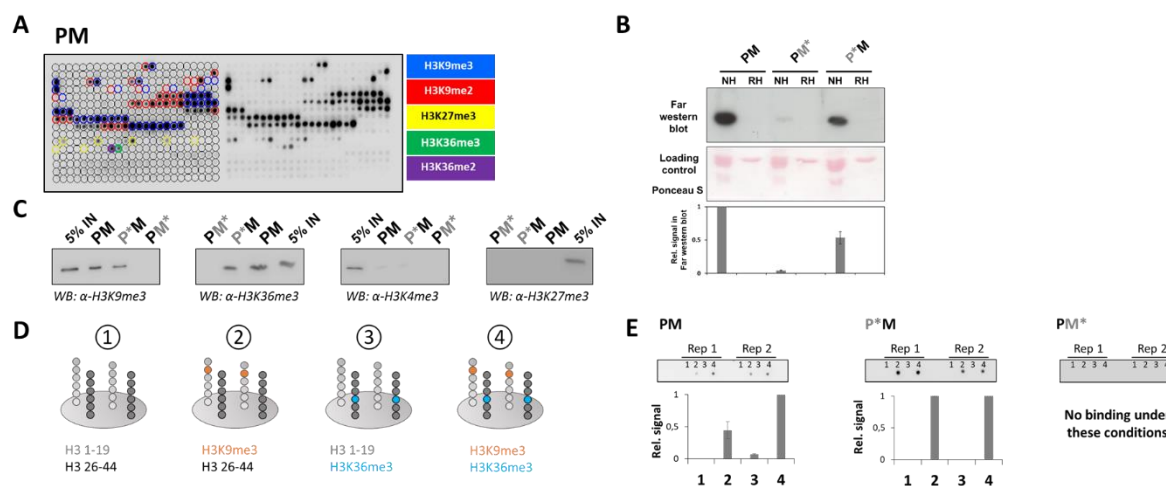 A
PM
H3K9me3
H3K9me2
H3K27me3
H3K36me3
H3K36me2
B
PM PM* P*M
NH RH NH RH NH RH
Far
western
blot
Loading
control
Ponceau S
Rel. signal in
Far western blot
1
0,5
0
C
5% IN PM P*M PM*
WB: α-H3K9me3
PM* P*M PM 5% IN
WB: α-H3K36me3
5% IN PM P*M PM*
WB: α-H3K4me3
PM* P*M PM 5% IN
WB: α-H3K27me3
D
1 2 3 4
H3 1-19
H3 26-44
H3K9me3
H3 26-44
H3 1-19
H3K36me3
H3K9me3
H3K36me3
E
PM
Rep 1 Rep 2
1 2 3 4 1 2 3 4
Rel. signal
1
0,5
0
1 2 3 4
P*M
Rep 1 Rep 2
1 2 3 4 1 2 3 4
Rel. signal
1
0,5
0
1 2 3 4
PM*
Rep 1 Rep 2
1 2 3 4 1 2 3 4
No binding under
these conditions